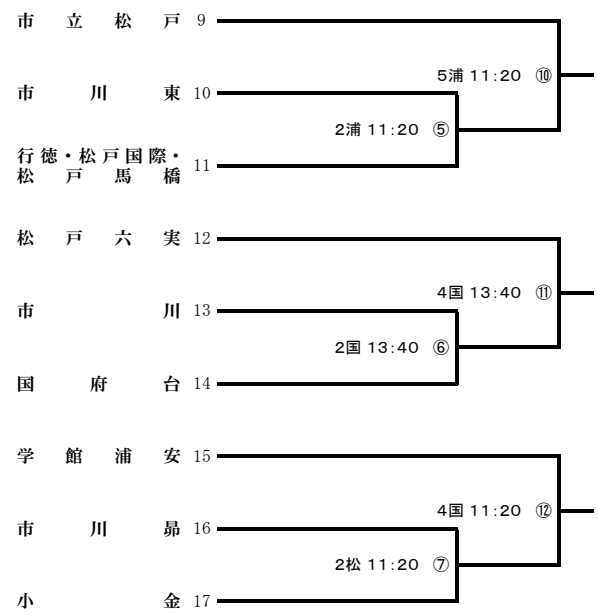 市立松戸 9
5浦 11:20 ⑩
市川東 10
2浦 11:20 ⑤
行徳・松戸国際・
松戸馬橋 11
松戸六実 12
4国 13:40 ⑪
市川 13
2国 13:40 ⑥
国府台 14
学館浦安 15
4国 11:20 ⑫
市川昴 16
2松 11:20 ⑦
小金 17